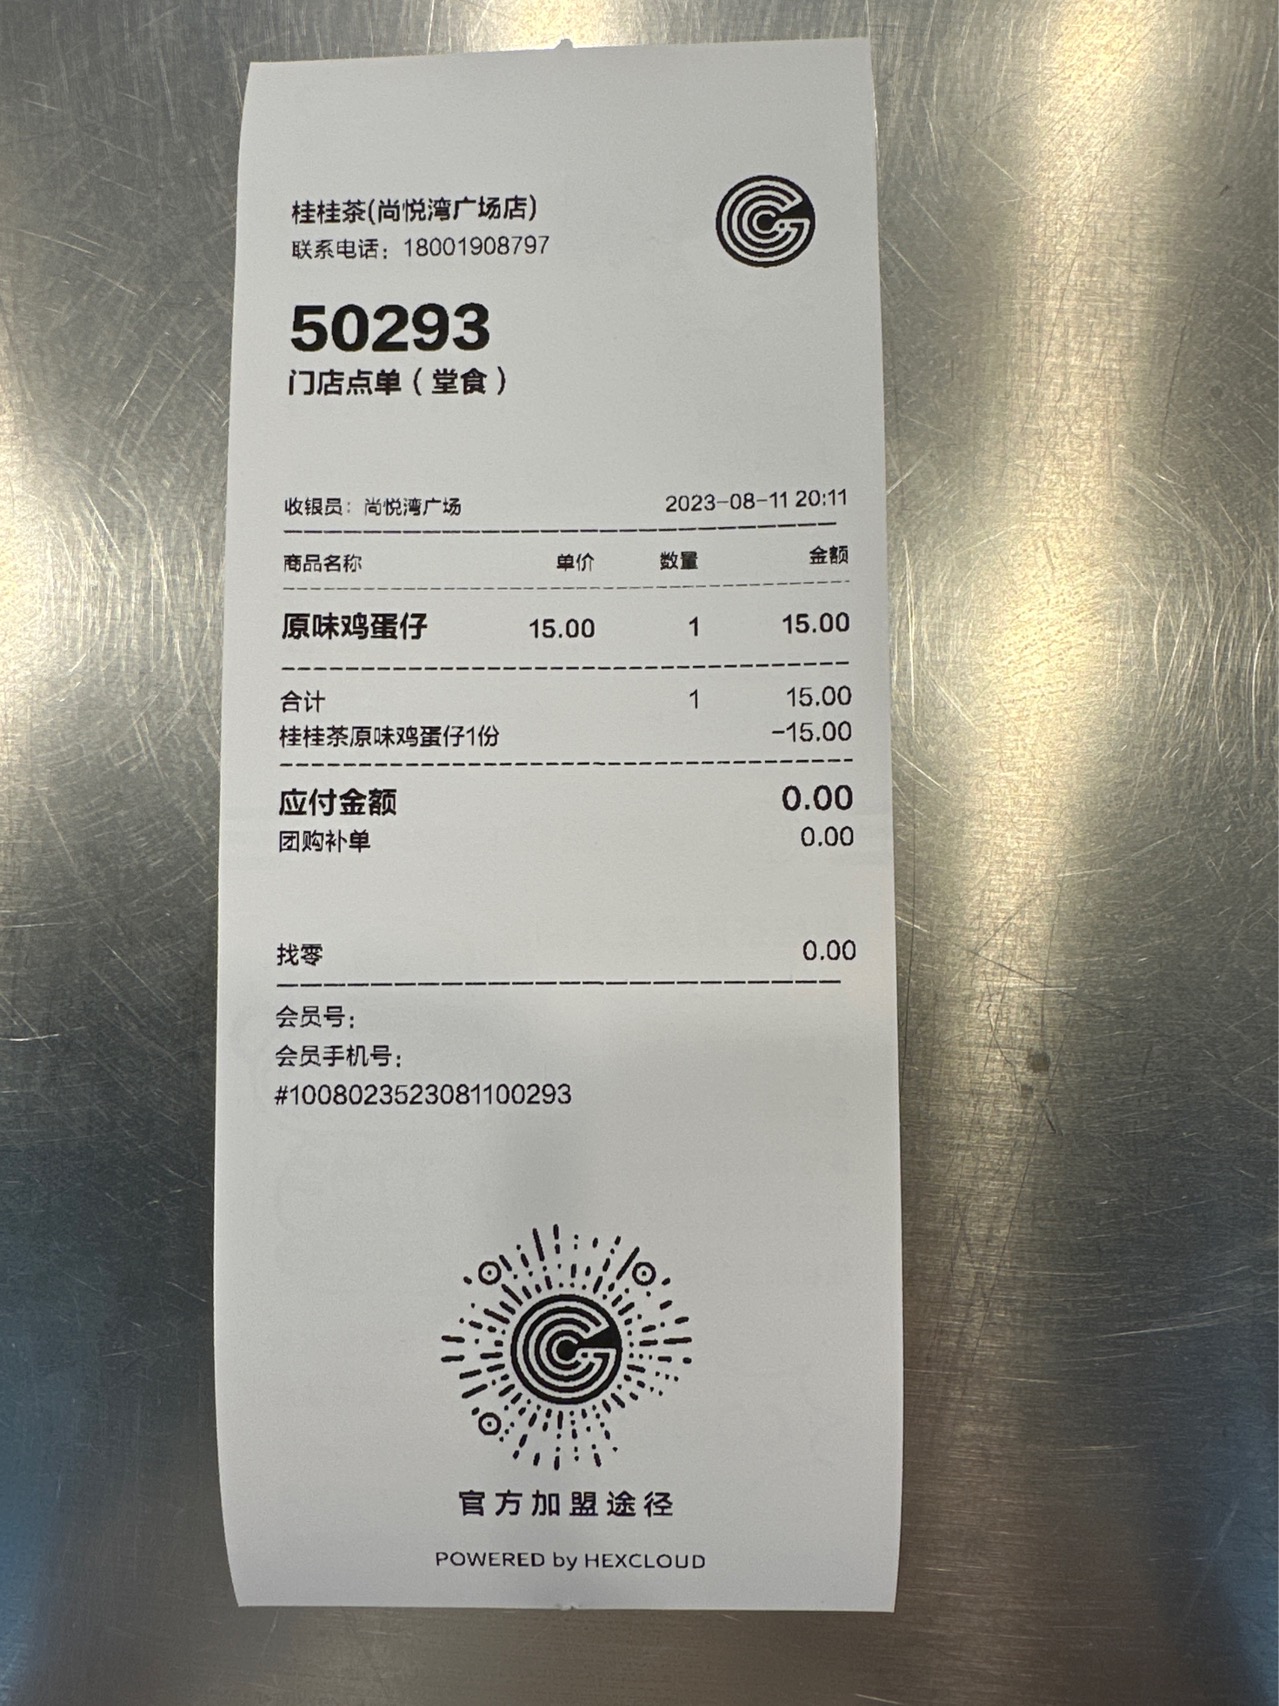 桂桂茶(尚悦湾广场店)
联系电话：18001908797
50293
门店点单（堂食）
收银员：尚悦湾广场 2023-08-11 20:11
商品名称 单价 数量 金额
原味鸡蛋仔 15.00 1 15.00
合计 1 15.00
桂桂茶原味鸡蛋仔1份 -15.00
应付金额 0.00
团购补单 0.00
找零 0.00
会员号：
会员手机号：
#1008023523081100293
官方加盟途径
POWERED by HEXCLOUD